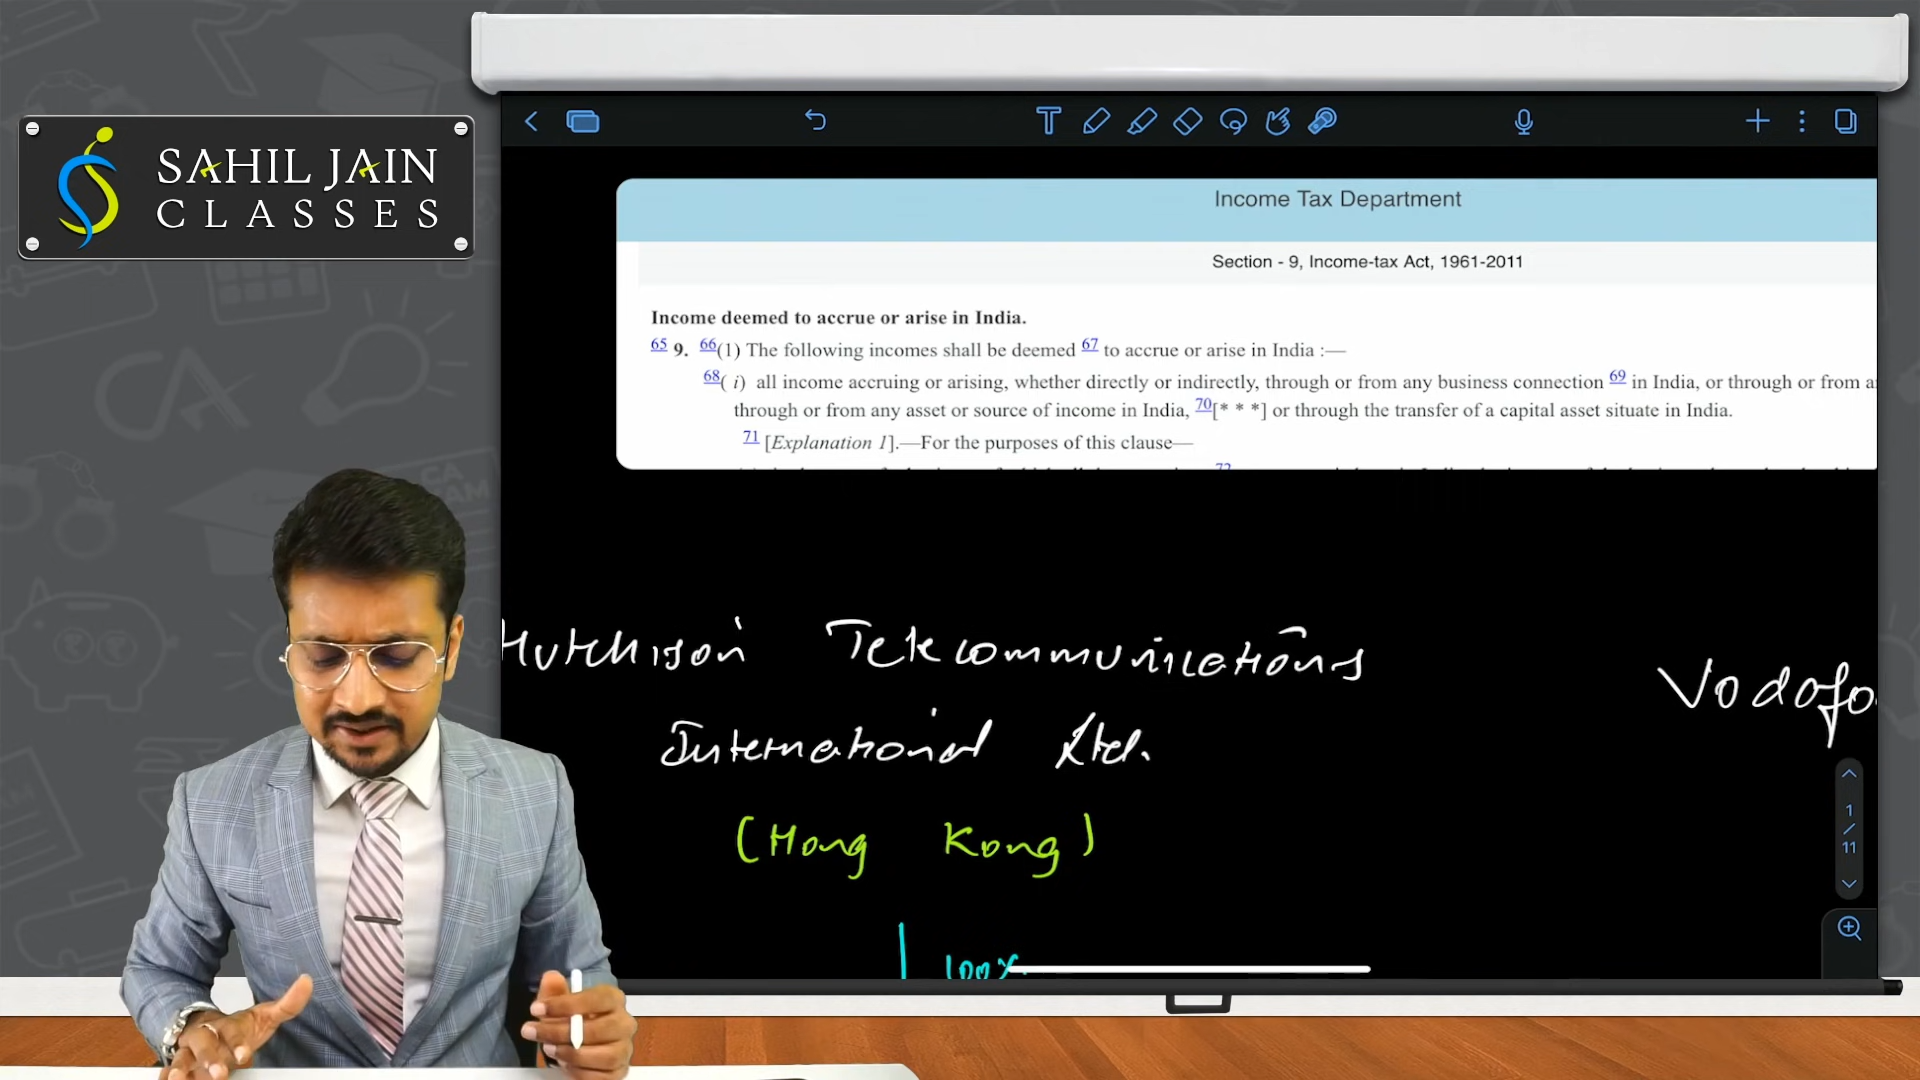 SAHIL JAIN
CLASSES
Income Tax Department
Section - 9, Income-tax Act, 1961-2011
Income deemed to accrue or arise in India.
65 9. 66(1) The following incomes shall be deemed 67 to accrue or arise in India :—
68( i) all income accruing or arising, whether directly or indirectly, through or from any business connection 69 in India, or through or from
through or from any asset or source of income in India, 70[* * *] or through the transfer of a capital asset situate in India.
71 [Explanation 1].—For the purposes of this clause—
Hutchison Telecommunications
International Ltd.
(Hong Kong)
Vodafo
100%
1
/
11